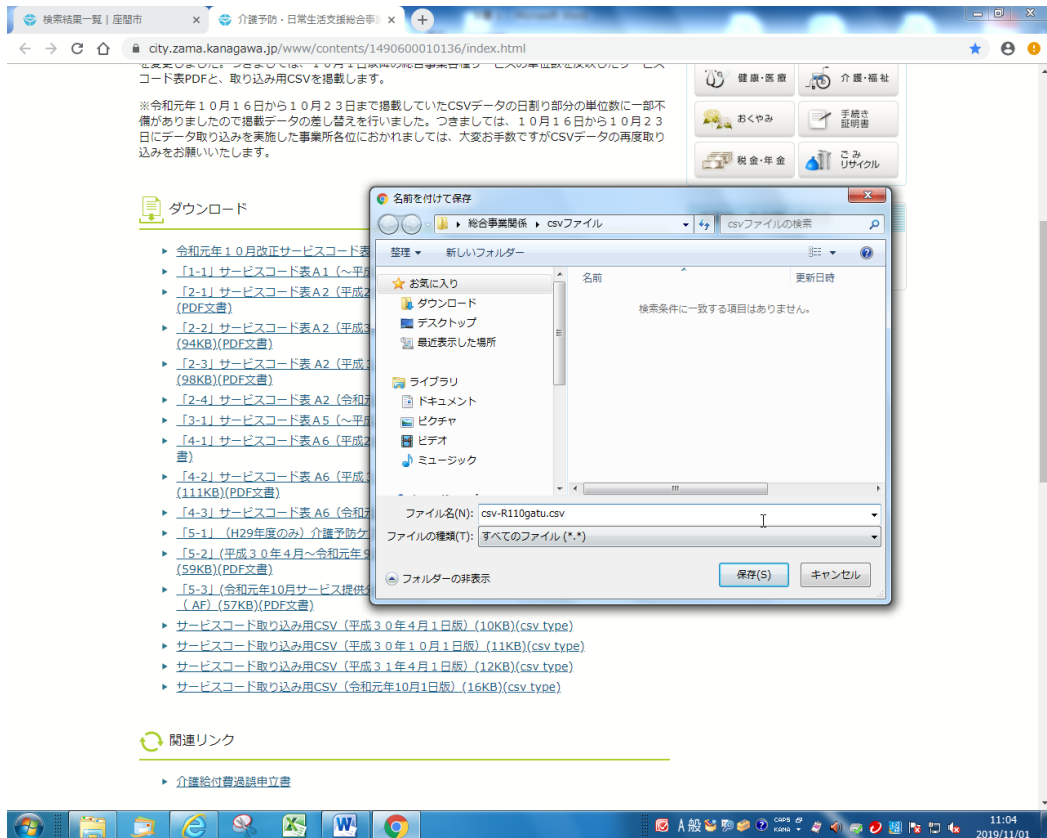 検索結果一覧 | 座間市
介護予防・日常生活支援総合事
city.zama.kanagawa.jp/www/contents/1490600010136/index.html
コード表PDFと、取り込み用CSVを掲載します。
※令和元年10月16日から10月23日まで掲載していたCSVデータの日割り部分の単位数に一部不
備がありましたので掲載データの差し替えを行いました。つきましては、10月16日から10月23
日にデータ取り込みを実施した事業所各位におかれましては、大変お手数ですがCSVデータの再度取り
込みをお願いいたします。
健康・医療
介護・福祉
おくやみ
手続き
証明書
税金・年金
ごみ
リサイクル
ダウンロード
令和元年10月改正サービスコード表
「1-1」サービスコード表A1(～平成
「2-1」サービスコード表A2(平成2
(PDF文書)
「2-2」サービスコード表A2(平成3
(94KB)(PDF文書)
「2-3」サービスコード表 A2(平成
(98KB)(PDF文書)
「2-4」サービスコード表 A2(令和元
「3-1」サービスコード表A5(～平成
「4-1」サービスコード表A6(平成2
書)
「4-2」サービスコード表 A6(平成
(111KB)(PDF文書)
「4-3」サービスコード表 A6(令和元
「5-1」(H29年度のみ)介護予防ケ
「5-2」(平成30年4月～令和元年9
(59KB)(PDF文書)
「5-3」(令和元年10月サービス提供分
(AF)(57KB)(PDF文書)
サービスコード取り込み用CSV(平成30年4月1日版)(10KB)(csv type)
サービスコード取り込み用CSV(平成30年10月1日版)(11KB)(csv type)
サービスコード取り込み用CSV(平成31年4月1日版)(12KB)(csv type)
サービスコード取り込み用CSV(令和元年10月1日版)(16KB)(csv type)
関連リンク
介護給付費過誤申立書
名前を付けて保存
総合事業関係 ▸ csvファイル
csvファイルの検索
整理
新しいフォルダー
お気に入り
ダウンロード
デスクトップ
最近表示した場所
ライブラリ
ドキュメント
ピクチャ
ビデオ
ミュージック
名前
更新日時
検索条件に一致する項目はありません。
ファイル名(N): csv-R110gatu.csv
ファイルの種類(T): すべてのファイル (*.*)
フォルダーの非表示
保存(S)
キャンセル
A 般
CAPS
KANA
11:04
2019/11/01